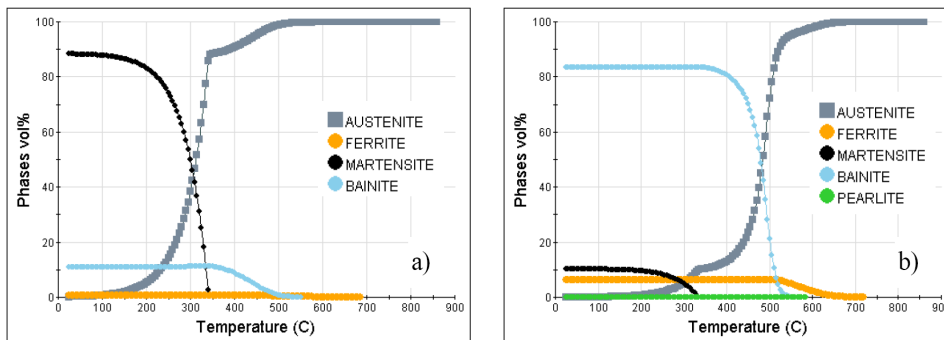 100
80
60
40
20
0
Phases vol%
0 100 200 300 400 500 600 700 800 900
Temperature (C)
AUSTENITE
FERRITE
MARTENSITE
BAINITE
a)
100
80
60
40
20
0
Phases vol%
0 100 200 300 400 500 600 700 800 900
Temperature (C)
AUSTENITE
FERRITE
MARTENSITE
BAINITE
PEARLITE
b)